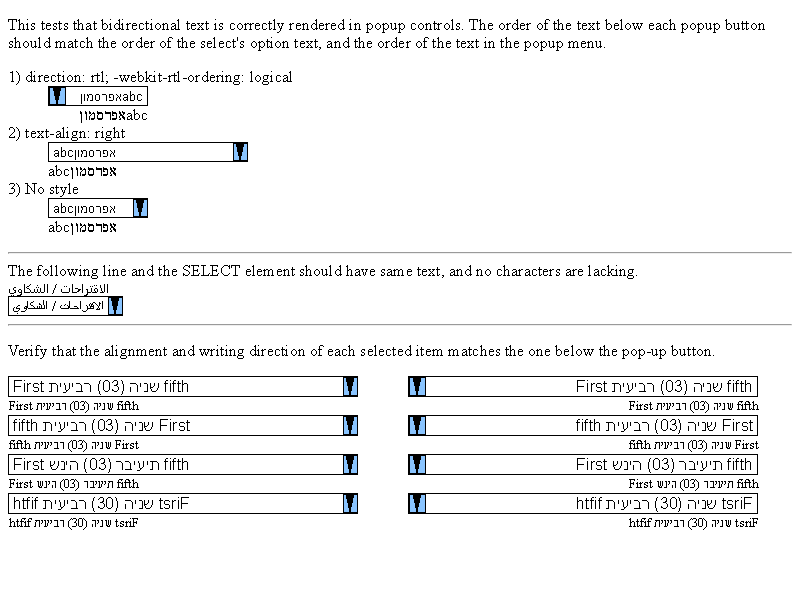 This tests that bidirectional text is correctly rendered in popup controls. The order of the text below each popup button
should match the order of the select's option text, and the order of the text in the popup menu.
1) direction: rtl; -webkit-rtl-ordering: logical
abcאפרסמון
abcאפרסמון
2) text-align: right
abcאפרסמון
abcאפרסמון
3) No style
abcאפרסמון
abcאפרסמון
The following line and the SELECT element should have same text, and no characters are lacking.
الاقتراحات / الشكاوي
الاقتراحات / الشكاوي
Verify that the alignment and writing direction of each selected item matches the one below the pop-up button.
First שניה (03) רביעית fifth
First שניה (03) רביעית fifth
First שניה (03) רביעית fifth
First שניה (03) רביעית fifth
fifth שניה (03) רביעית First
fifth שניה (03) רביעית First
fifth שניה (03) רביעית First
fifth שניה (03) רביעית First
First תיעיבר (03) הינש fifth
First תיעיבר (03) הינש fifth
First תיעיבר (03) הינש fifth
First תיעיבר (03) הינש fifth
htfif שניה (30) רביעית tsriF
htfif שניה (30) רביעית tsriF
htfif שניה (30) רביעית tsriF
htfif שניה (30) רביעית tsriF